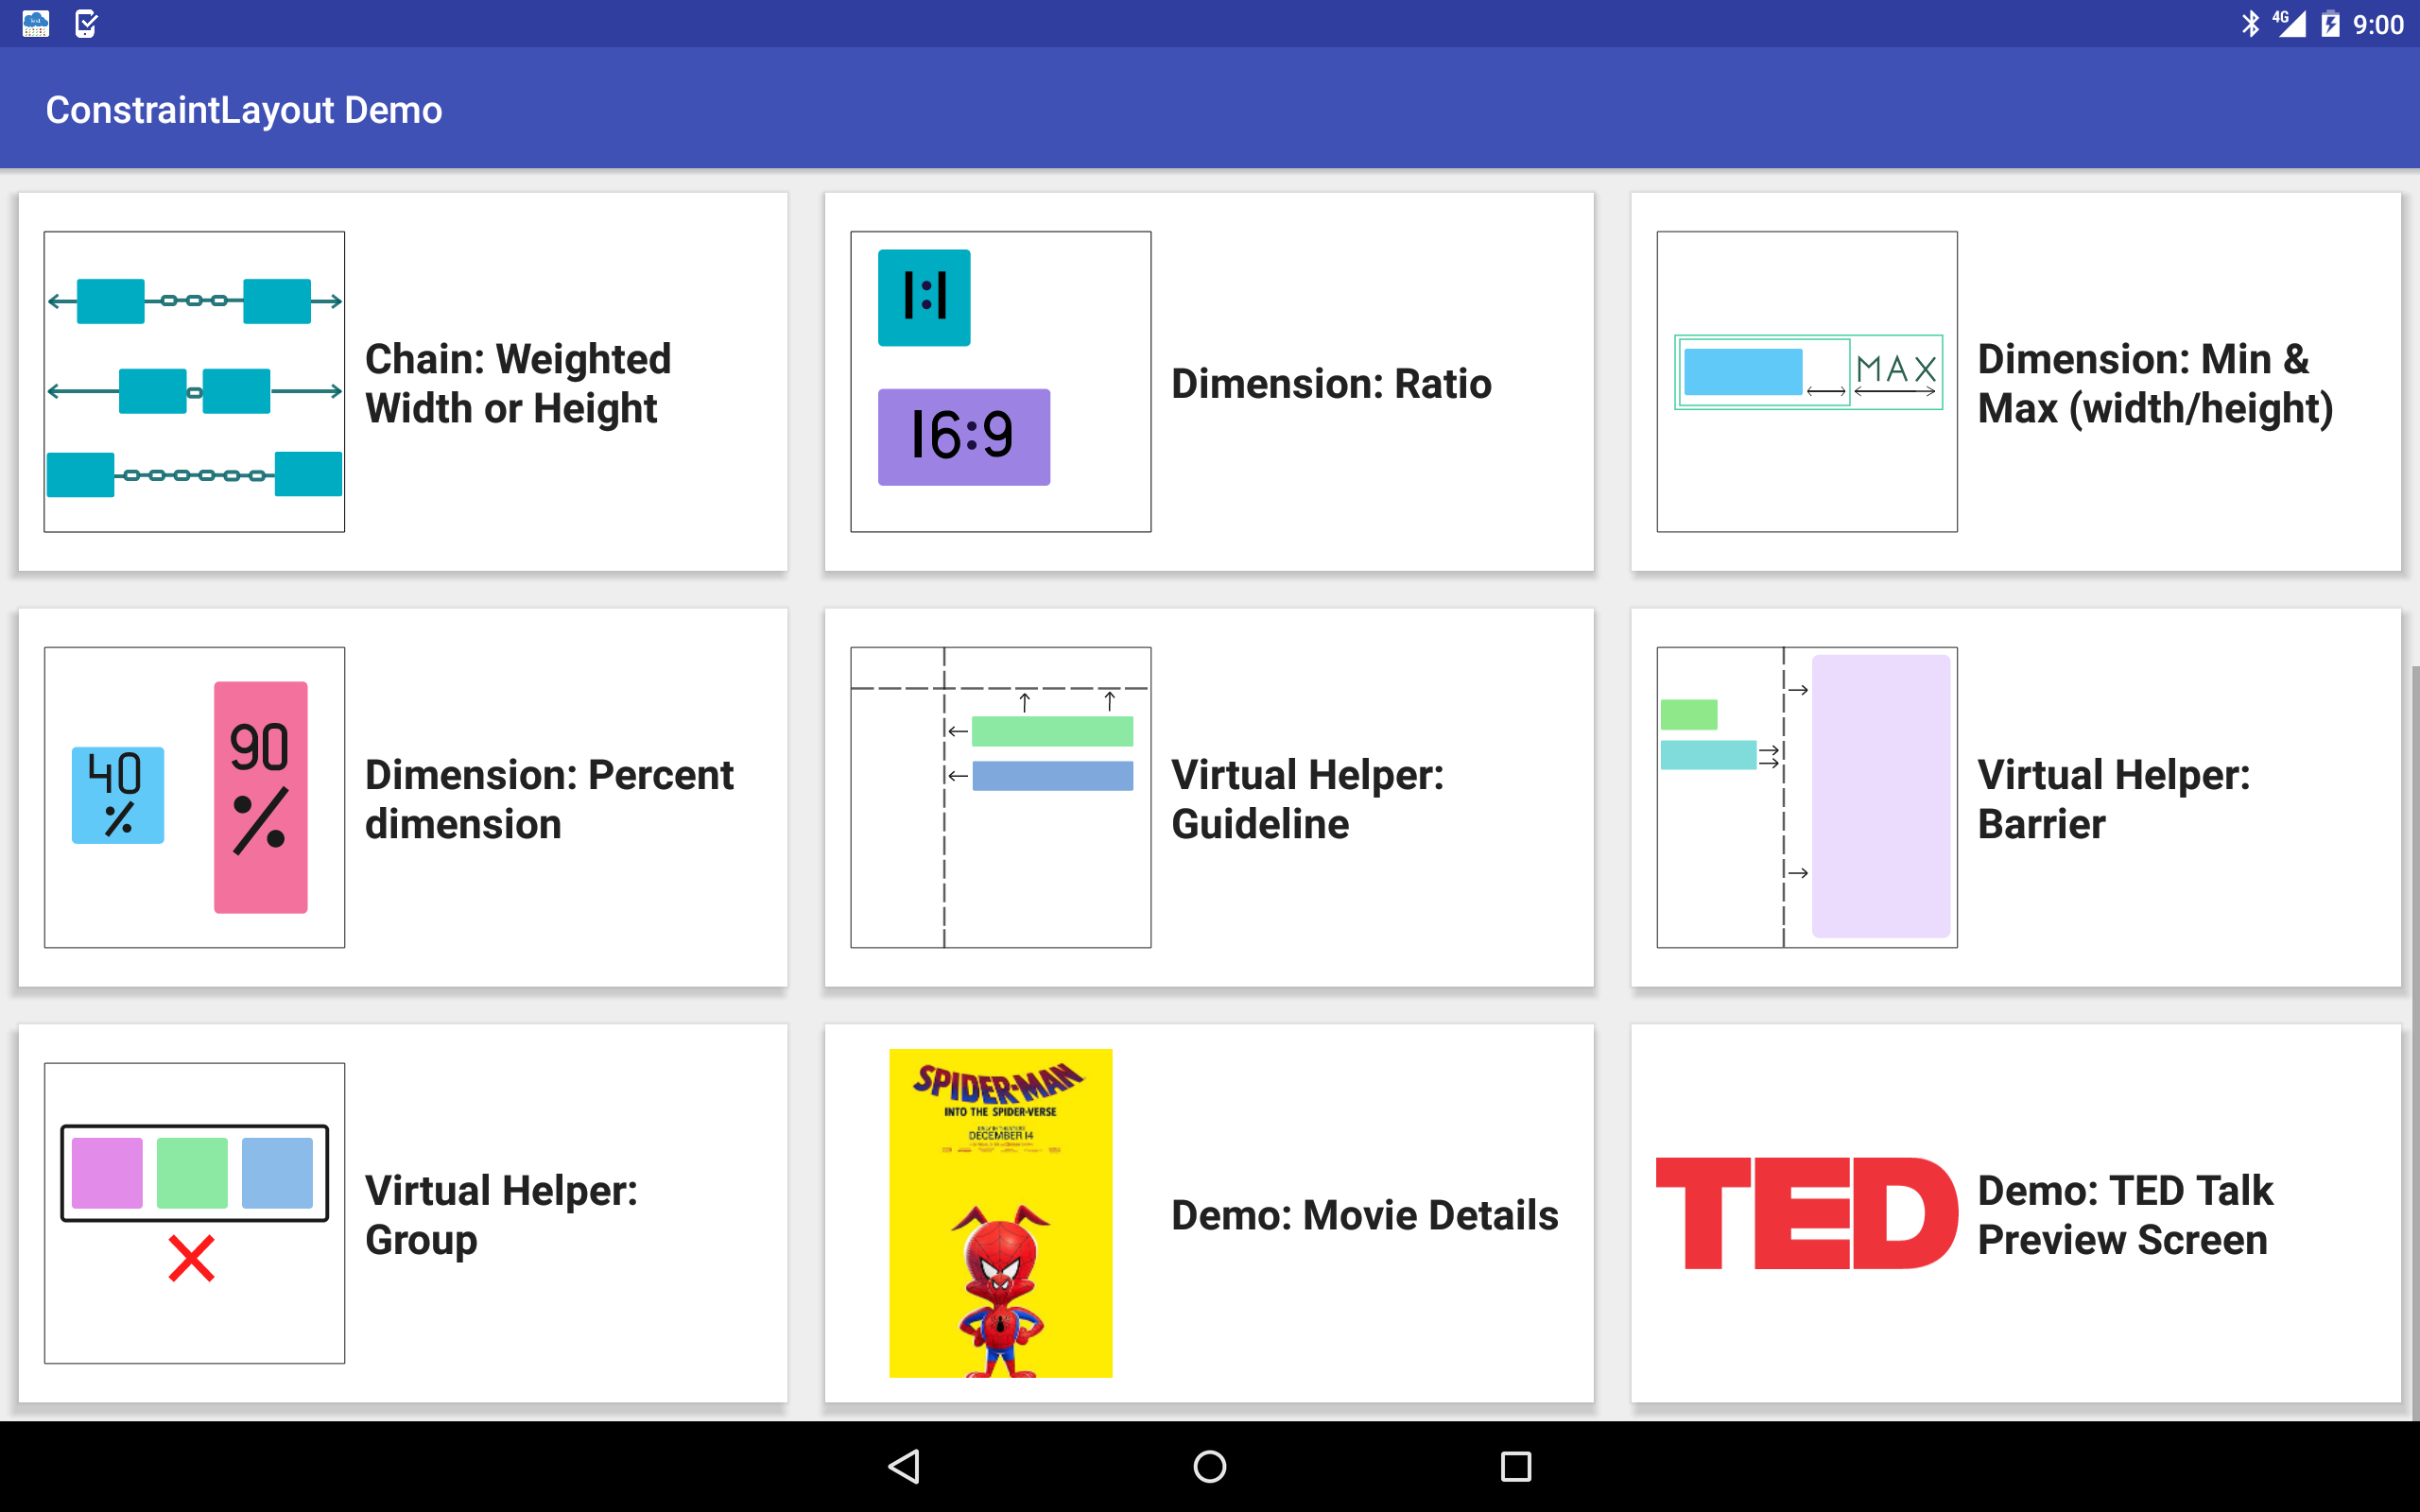 4G 9:00
ConstraintLayout Demo
Chain: Weighted
Width or Height
1:1
16:9
Dimension: Ratio
MAX
Dimension: Min &
Max (width/height)
40
%
90
%
Dimension: Percent
dimension
Virtual Helper:
Guideline
Virtual Helper:
Barrier
Virtual Helper:
Group
SPIDER-MAN
INTO THE SPIDER-VERSE
DECEMBER 14
Demo: Movie Details
TED
Demo: TED Talk
Preview Screen